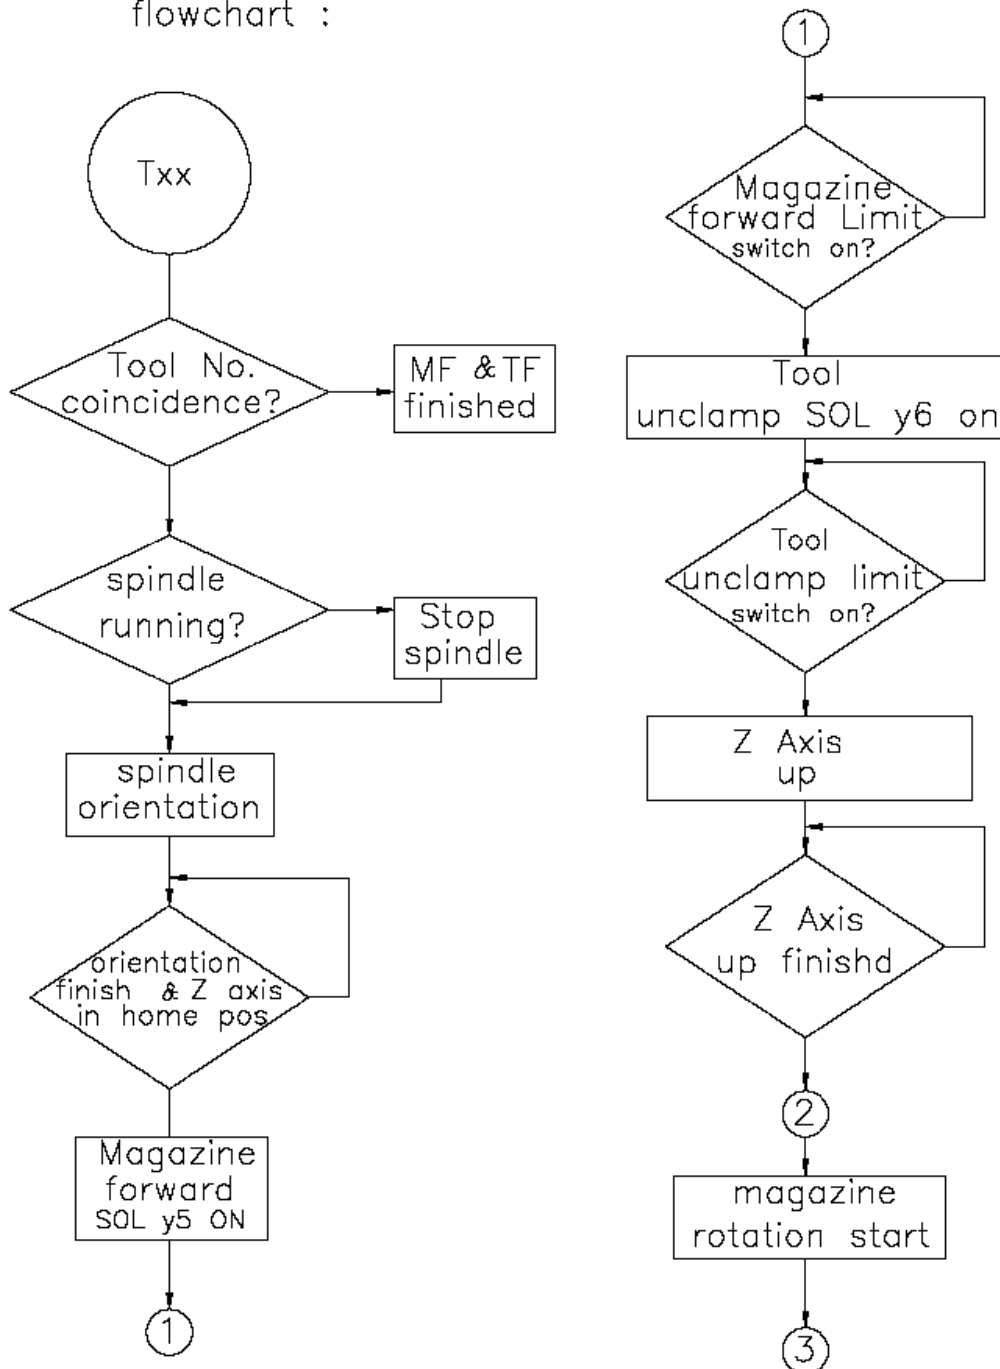 flowchart :
Txx
Tool No.
coincidence?
MF & TF
finished
spindle
running?
Stop
spindle
spindle
orientation
orientation
finish & Z axis
in home pos
Magazine
forward
SOL y5 ON
1
1
Magazine
forward Limit
switch on?
Tool
unclamp SOL y6 on
Tool
unclamp limit
switch on?
Z Axis
up
Z Axis
up finishd
2
magazine
rotation start
3